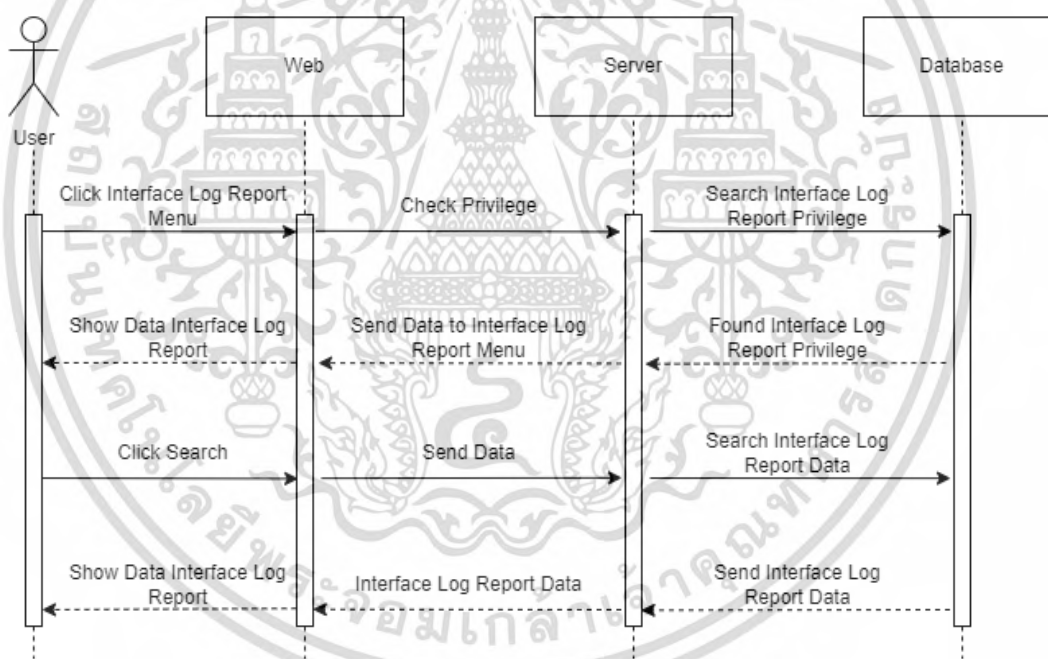 Web
Server
Database
User
Click Interface Log Report
Menu
Check Privilege
Search Interface Log
Report Privilege
Show Data Interface Log
Report
Send Data to Interface Log
Report Menu
Found Interface Log
Report Privilege
Click Search
Send Data
Search Interface Log
Report Data
Show Data Interface Log
Report
Interface Log Report Data
Send Interface Log
Report Data